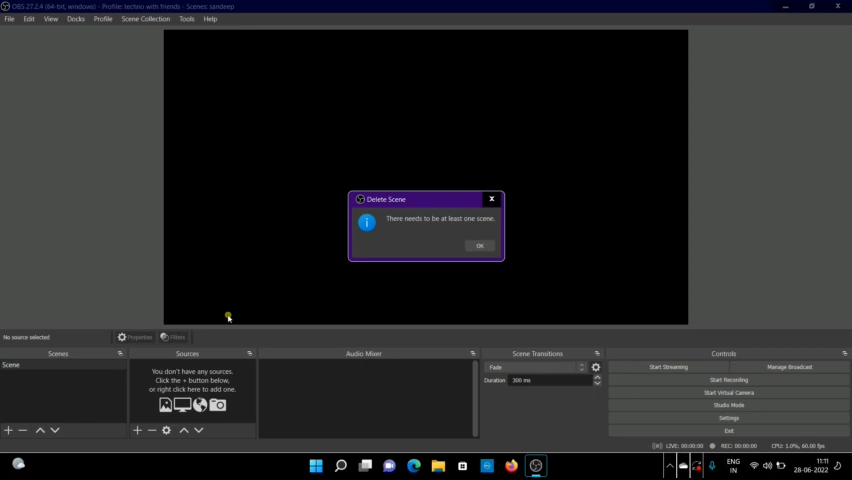 OBS 27.2.4 (64-bit, windows) - Profile: techno with friends - Scenes: sandeep
File Edit View Docks Profile Scene Collection Tools Help
Delete Scene
There needs to be at least one scene.
OK
No source selected
Properties Filters
Scenes
Scene
Sources
You don't have any sources.
Click the + button below,
or right click here to add one.
Audio Mixer
Scene Transitions
Fade
Duration 300 ms
Controls
Start Streaming Manage Broadcast
Start Recording
Start Virtual Camera
Studio Mode
Settings
Exit
LIVE: 00:00:00 REC: 00:00:00 CPU: 1.0%, 60.00 fps
ENG
IN
11:11
28-06-2022